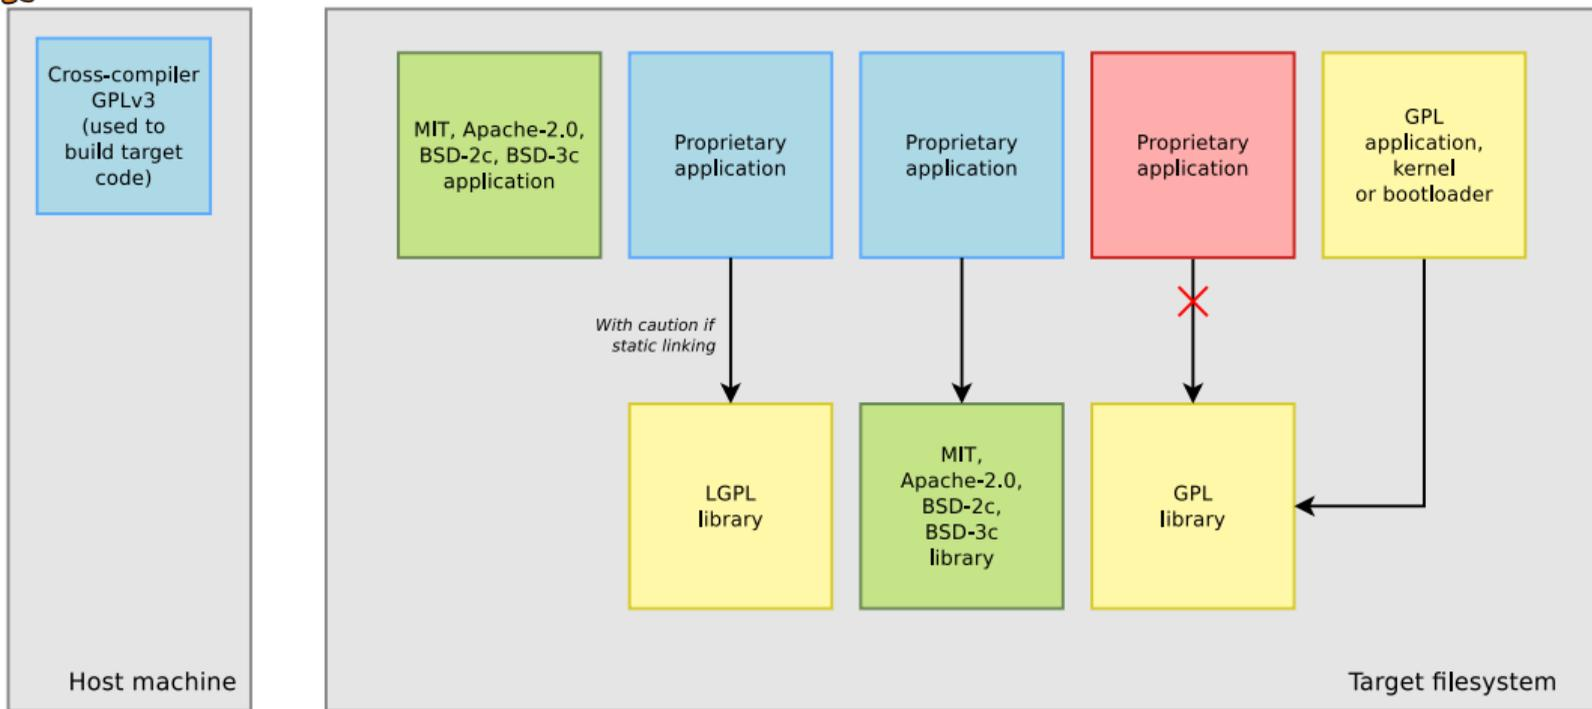 Cross-compiler
GPLv3
(used to
build target
code)
MIT, Apache-2.0,
BSD-2c, BSD-3c
application
Proprietary
application
Proprietary
application
Proprietary
application
GPL
application,
kernel
or bootloader
With caution if
static linking
LGPL
library
MIT,
Apache-2.0,
BSD-2c,
BSD-3c
library
GPL
library
Host machine
Target filesystem